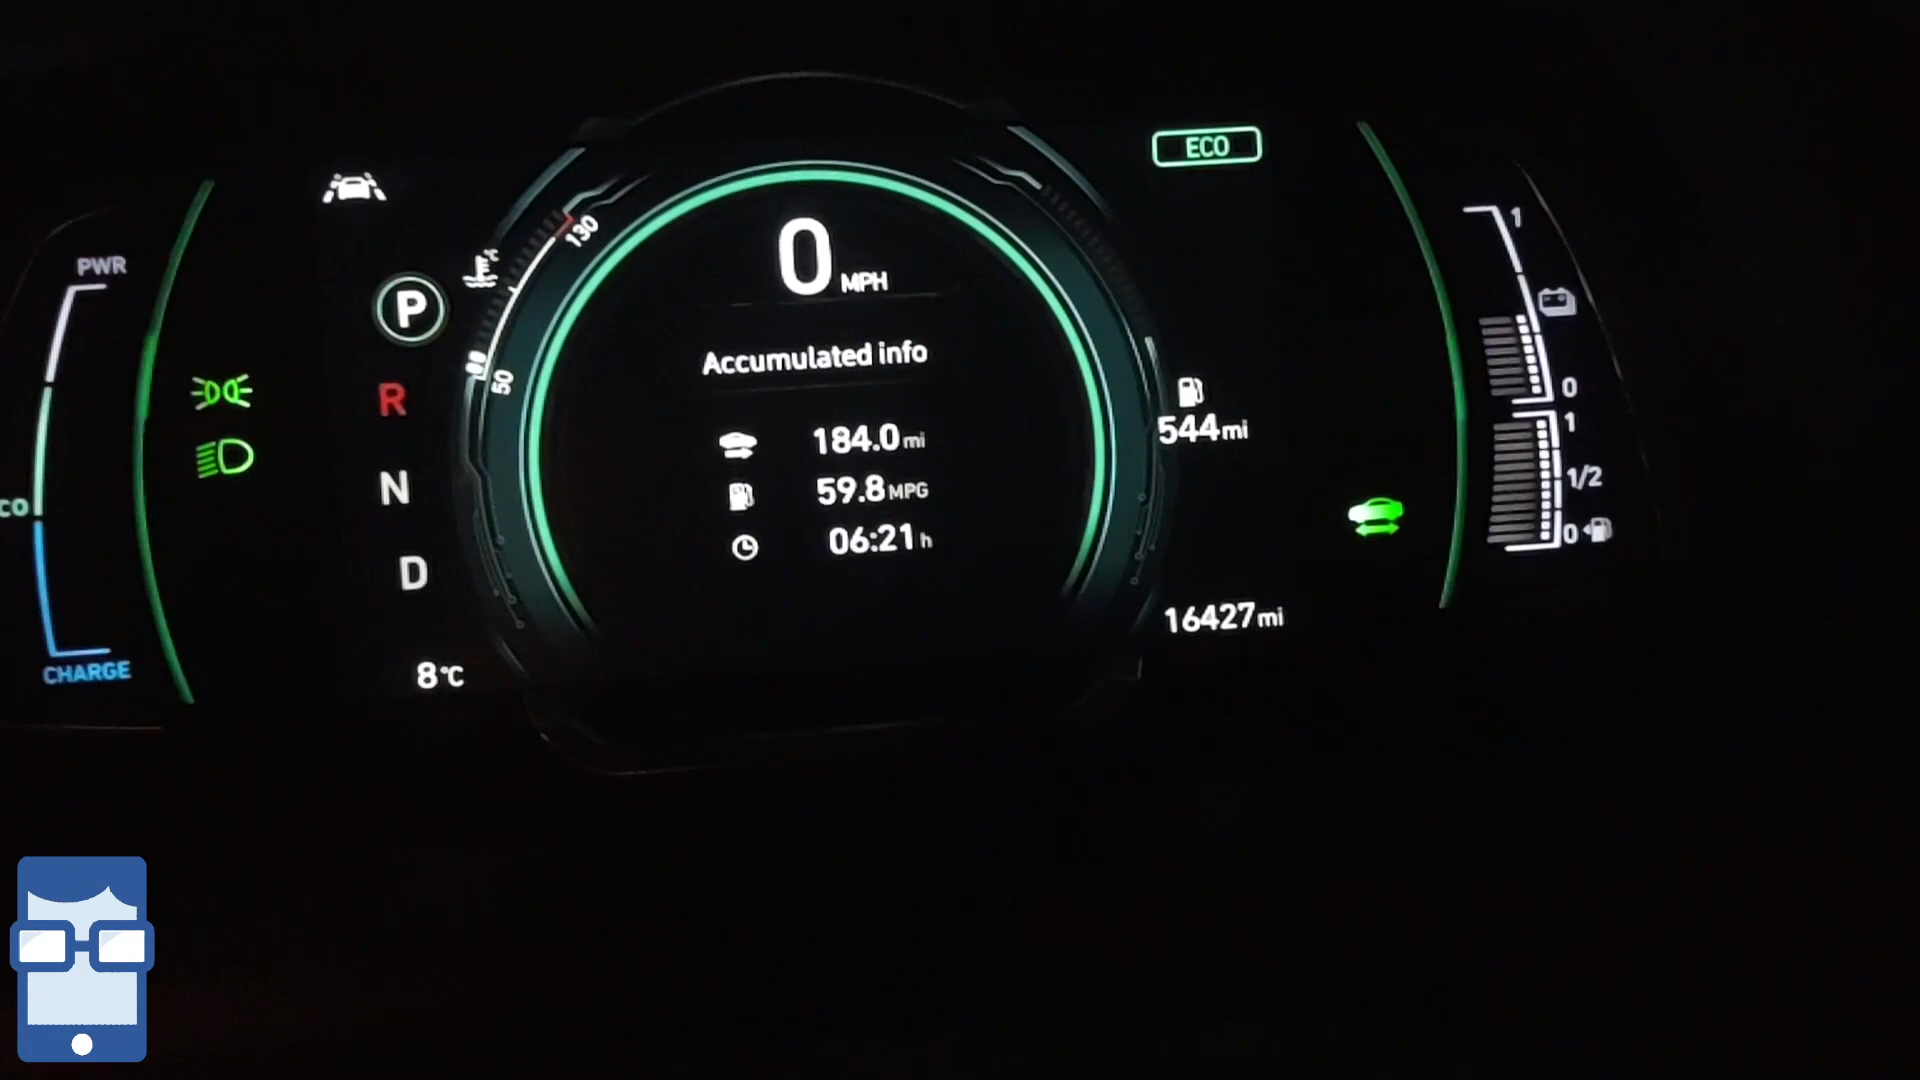 ECO
PWR
CO
CHARGE
P
R
N
D
8°C
130
50
0 MPH
Accumulated info
184.0 mi
59.8 MPG
06:21 h
544mi
16427mi
1
0
1
1/2
0